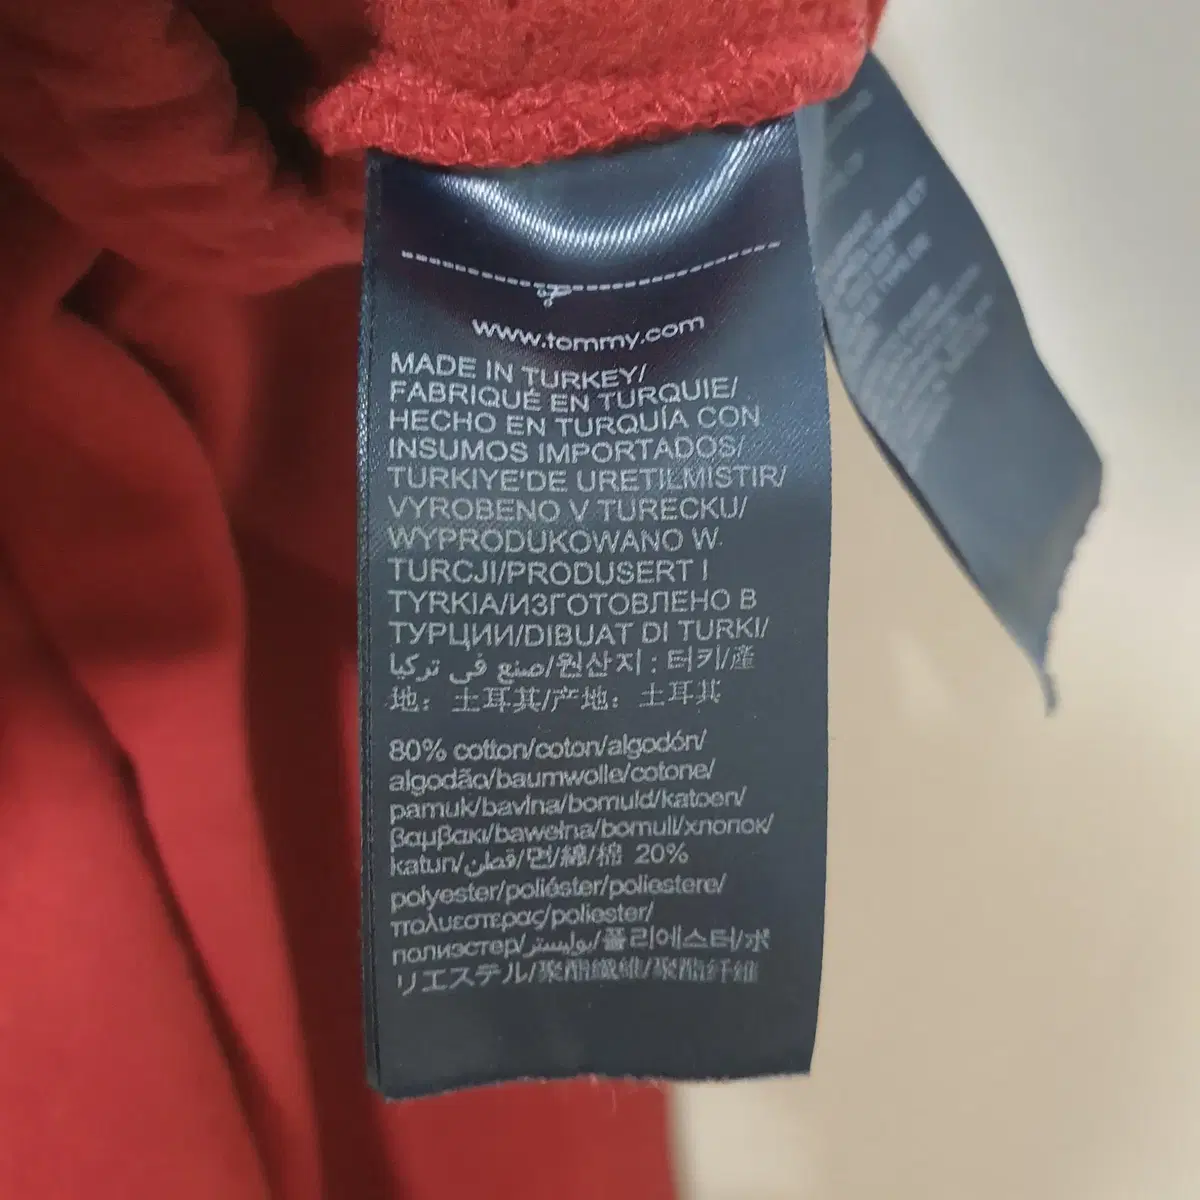 www.tommy.com
MADE IN TURKEY/
FABRIQUÉ EN TURQUIE/
HECHO EN TURQUÍA CON
INSUMOS IMPORTADOS/
TURKIYE'DE URETILMISTIR/
VYROBENO V TURECKU/
WYPRODUKOWANO W
TURCJI/PRODUSERT I
TYRKIA/ИЗГОТОВЛЕНО В
ТУРЦИИ/DIBUAT DI TURKI/
صنع في تركيا/원산지 : 터키/產
地: 土耳其/产地: 土耳其
80% cotton/coton/algodón/
algodão/baumwolle/cotone/
pamuk/bavlna/bomuld/katoen/
βαμβακι/bawełna/bomull/хлопок/
katun/قطن/면/綿/棉 20%
polyester/poliéster/poliestere/
πολυεστερας/poliester/
полиэстер/بوليستر/폴리에스터/ポ
リエステル/聚酯纖維/聚酯纤维